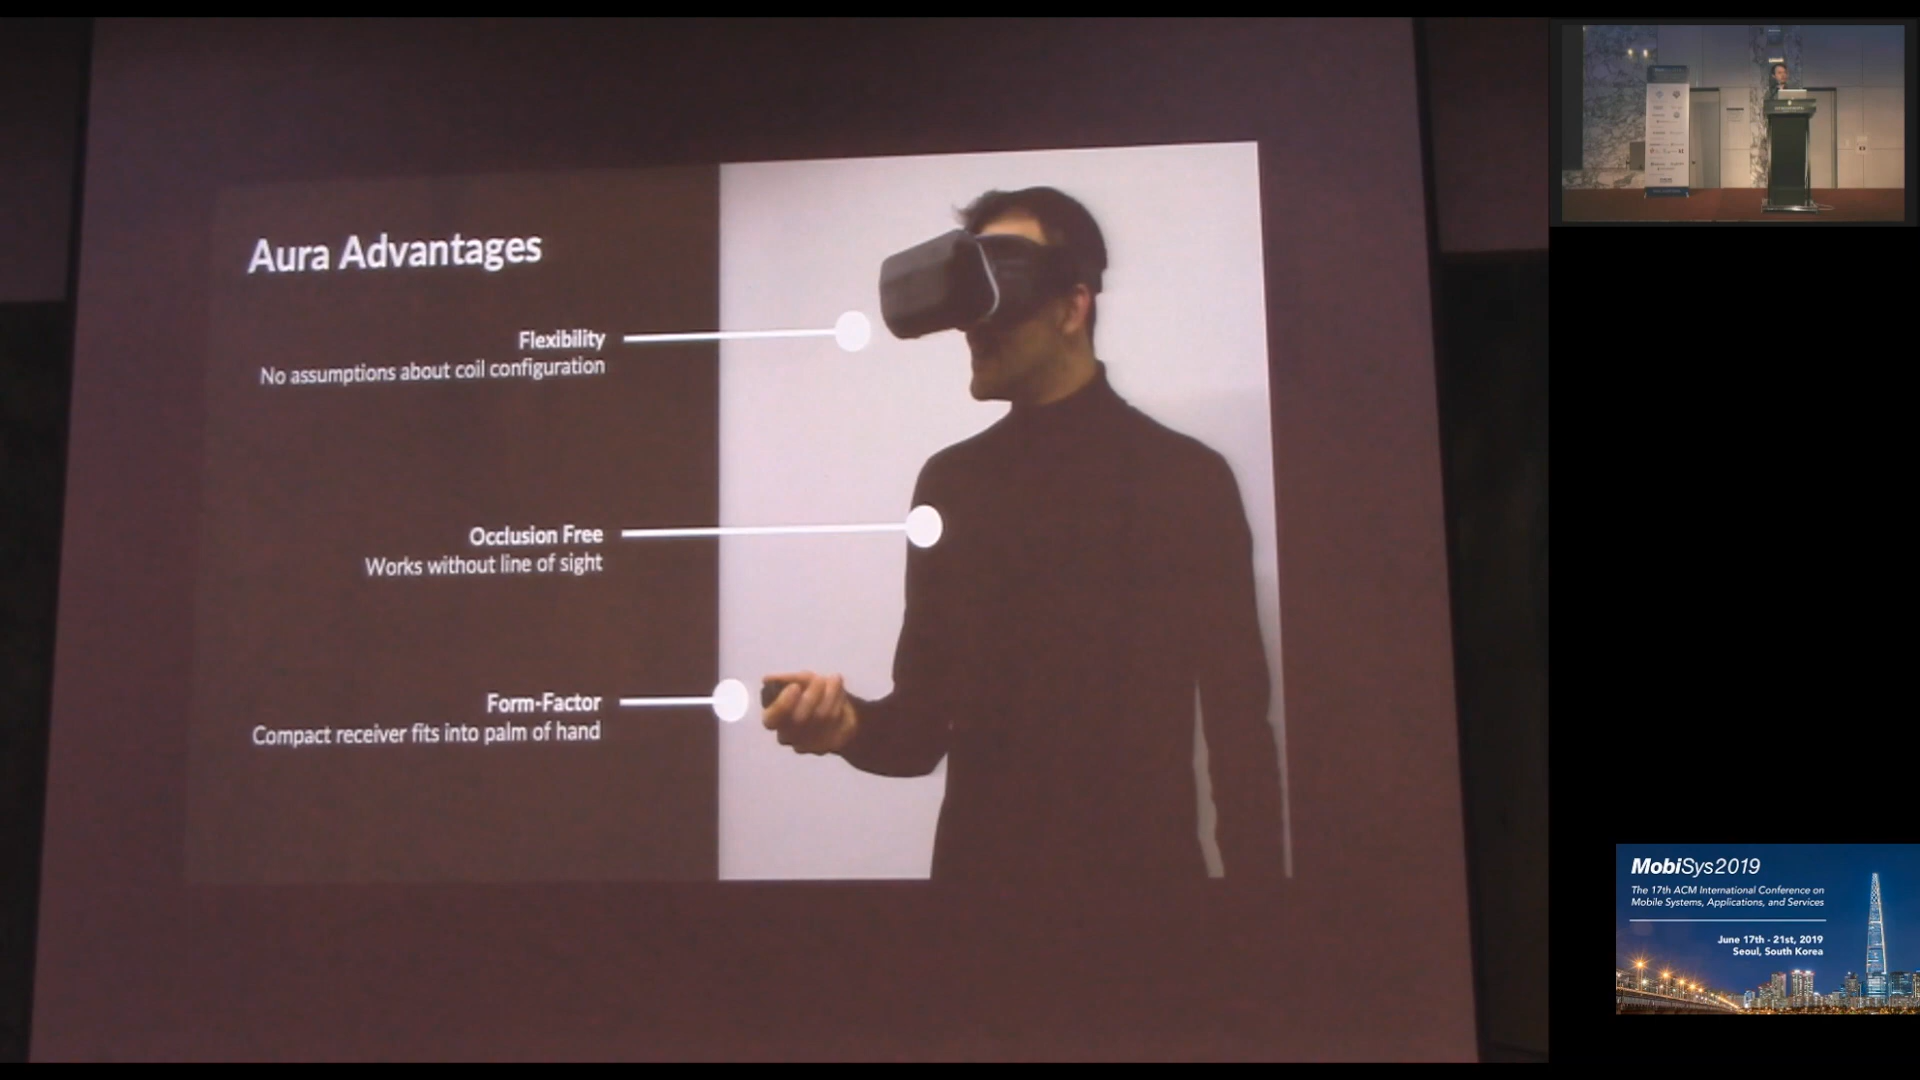 Aura Advantages
Flexibility
No assumptions about coil configuration
Occlusion Free
Works without line of sight
Form-Factor
Compact receiver fits into palm of hand
MobiSys2019
The 17th ACM International Conference on
Mobile Systems, Applications, and Services
June 17th - 21st, 2019
Seoul, South Korea